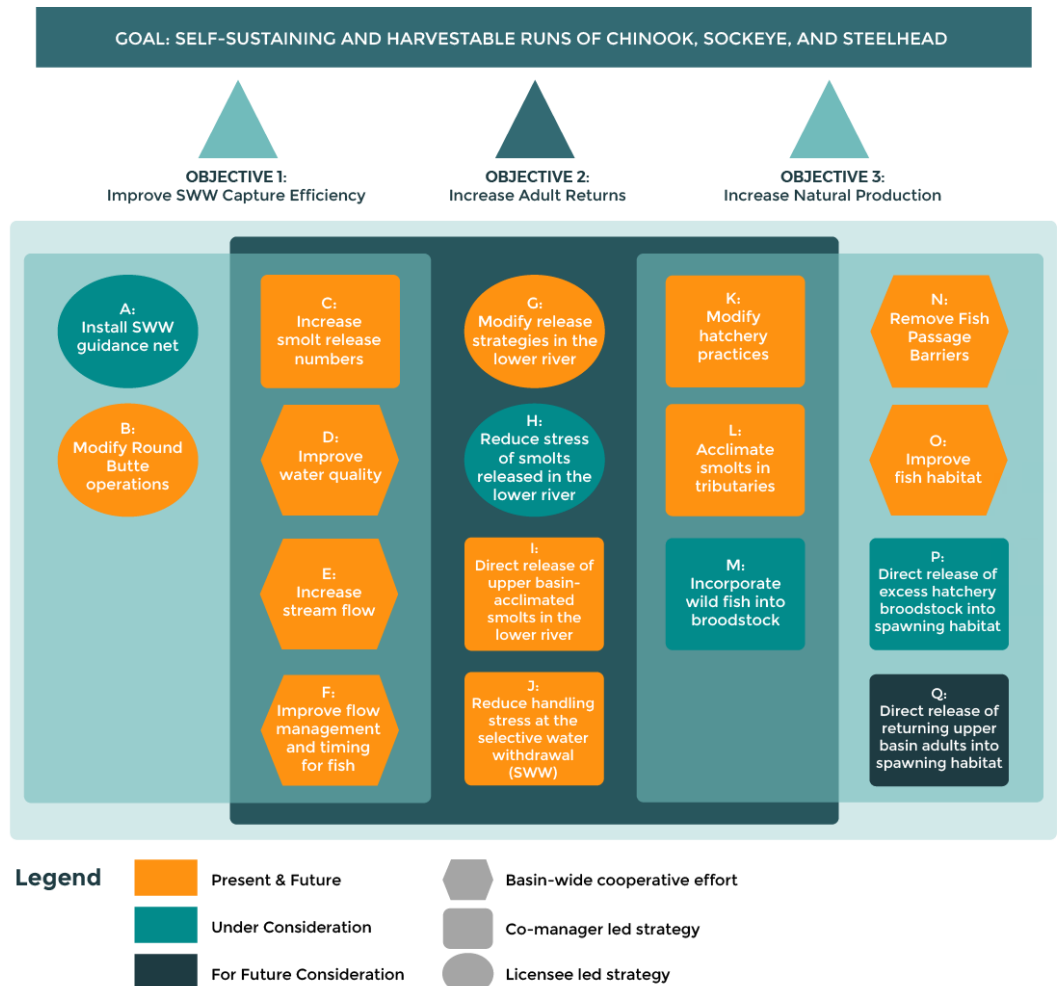 GOAL: SELF-SUSTAINING AND HARVESTABLE RUNS OF CHINOOK, SOCKEYE, AND STEELHEAD
OBJECTIVE 1:
Improve SWW Capture Efficiency
OBJECTIVE 2:
Increase Adult Returns
OBJECTIVE 3:
Increase Natural Production
A:
Install SWW
guidance net
B:
Modify Round
Butte
operations
C:
Increase
smolt release
numbers
D:
Improve
water quality
E:
Increase
stream flow
F:
Improve flow
management
and timing
for fish
G:
Modify release
strategies in the
lower river
H:
Reduce stress
of smolts
released in the
lower river
I:
Direct release of
upper basin-
acclimated
smolts in the
lower river
J:
Reduce handling
stress at the
selective water
withdrawal
(SWW)
K:
Modify
hatchery
practices
L:
Acclimate
smolts in
tributaries
M:
Incorporate
wild fish into
broodstock
N:
Remove Fish
Passage
Barriers
O:
Improve
fish habitat
P:
Direct release of
excess hatchery
broodstock into
spawning habitat
Q:
Direct release of
returning upper
basin adults into
spawning habitat
Legend
Present & Future
Under Consideration
For Future Consideration
Basin-wide cooperative effort
Co-manager led strategy
Licensee led strategy